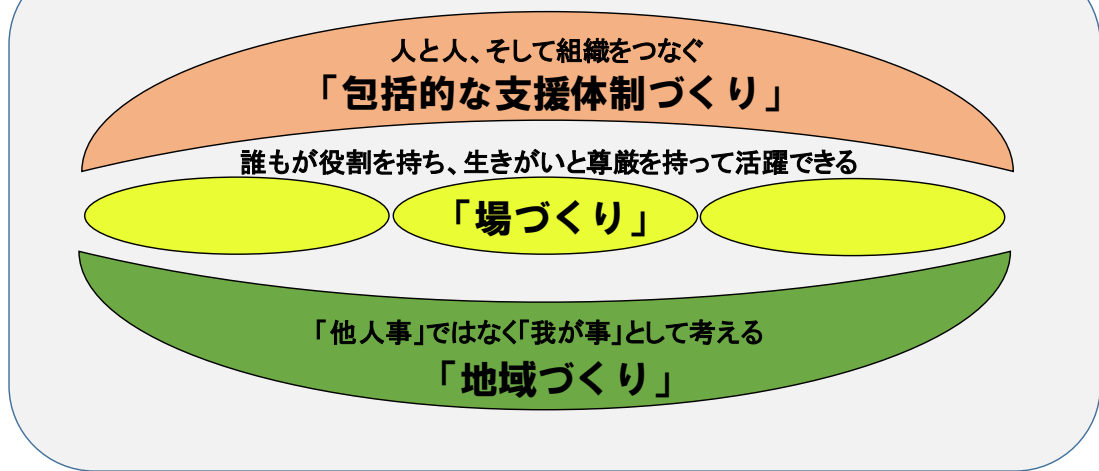 人と人、そして組織をつなぐ
「包括的な支援体制づくり」
誰もが役割を持ち、生きがいと尊厳を持って活躍できる
「場づくり」
「他人事」ではなく「我が事」として考える
「地域づくり」